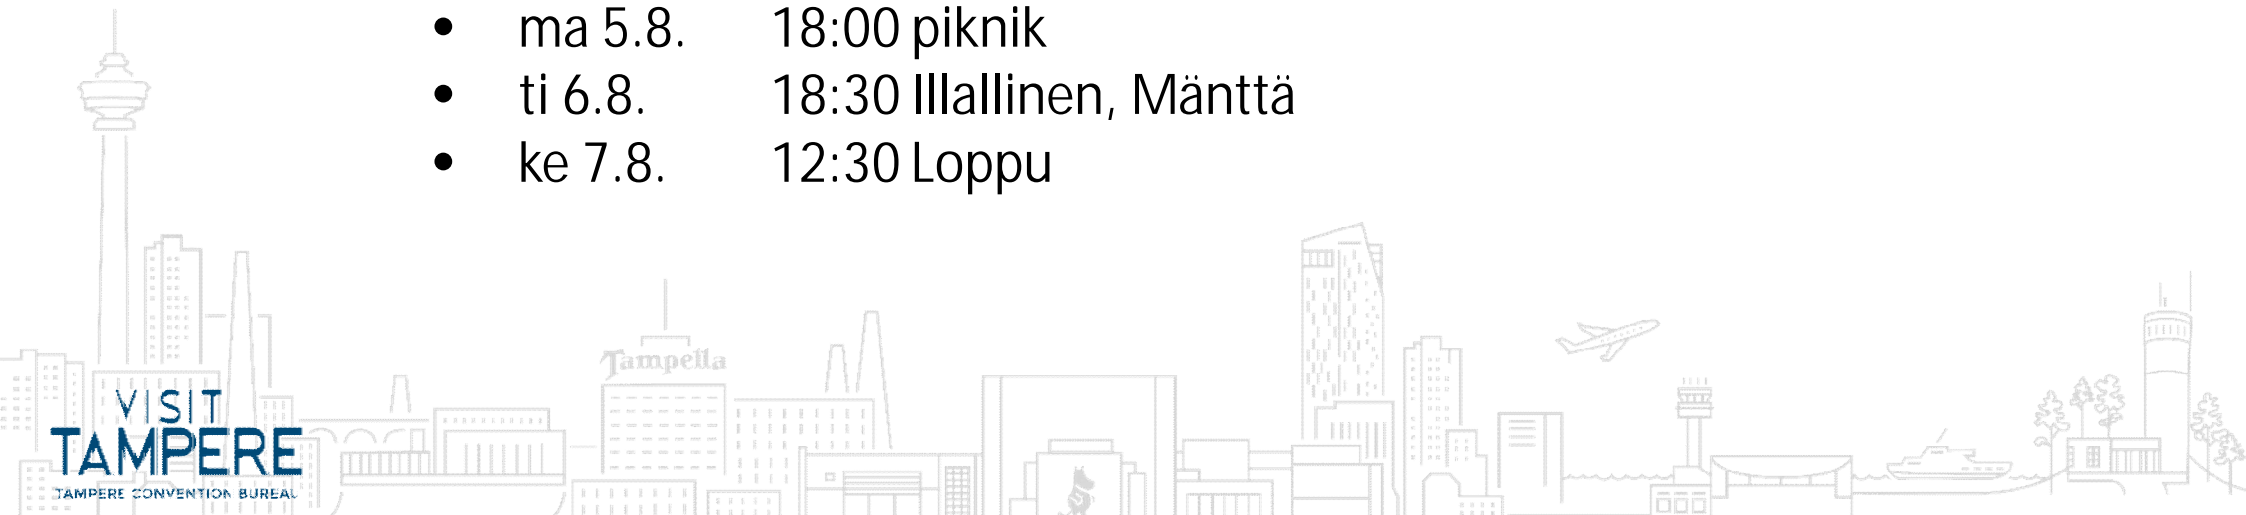 • ma 5.8. 18:00 piknik
• ti 6.8. 18:30 Illallinen, Mänttä
• ke 7.8. 12:30 Loppu
Tampella
VISIT
TAMPERE
TAMPERE CONVENTION BUREAU